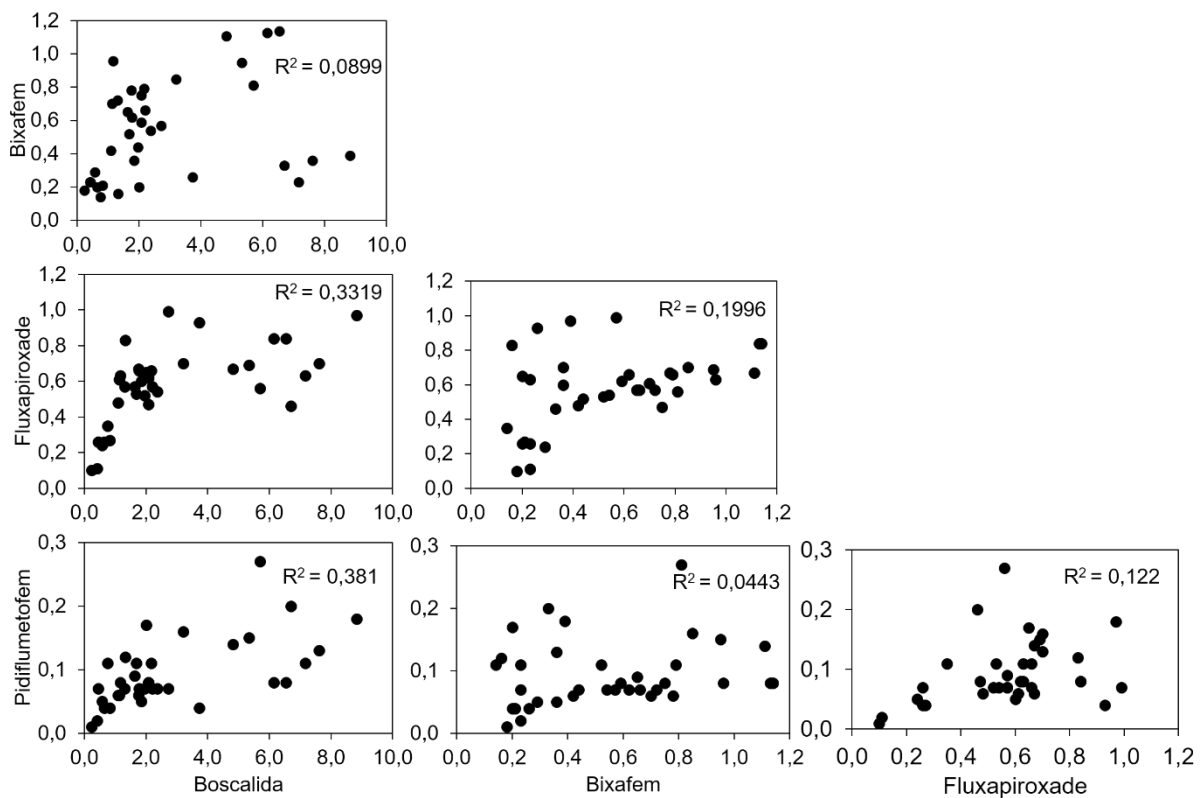 Bixafem
1,2
1,0
0,8
0,6
0,4
0,2
0,0
R² = 0,0899
0,0 2,0 4,0 6,0 8,0 10,0
Fluxapiroxade
1,2
1,0
0,8
0,6
0,4
0,2
0,0
R² = 0,3319
0,0 2,0 4,0 6,0 8,0 10,0
1,2
1,0
0,8
0,6
0,4
0,2
0,0
R² = 0,1996
0,0 0,2 0,4 0,6 0,8 1,0 1,2
Pidiflumetofem
0,3
0,2
0,1
0,0
R² = 0,381
0,0 2,0 4,0 6,0 8,0 10,0
Boscalida
0,3
0,2
0,1
0,0
R² = 0,0443
0,0 0,2 0,4 0,6 0,8 1,0 1,2
Bixafem
0,3
0,2
0,1
0,0
R² = 0,122
0,0 0,2 0,4 0,6 0,8 1,0 1,2
Fluxapiroxade